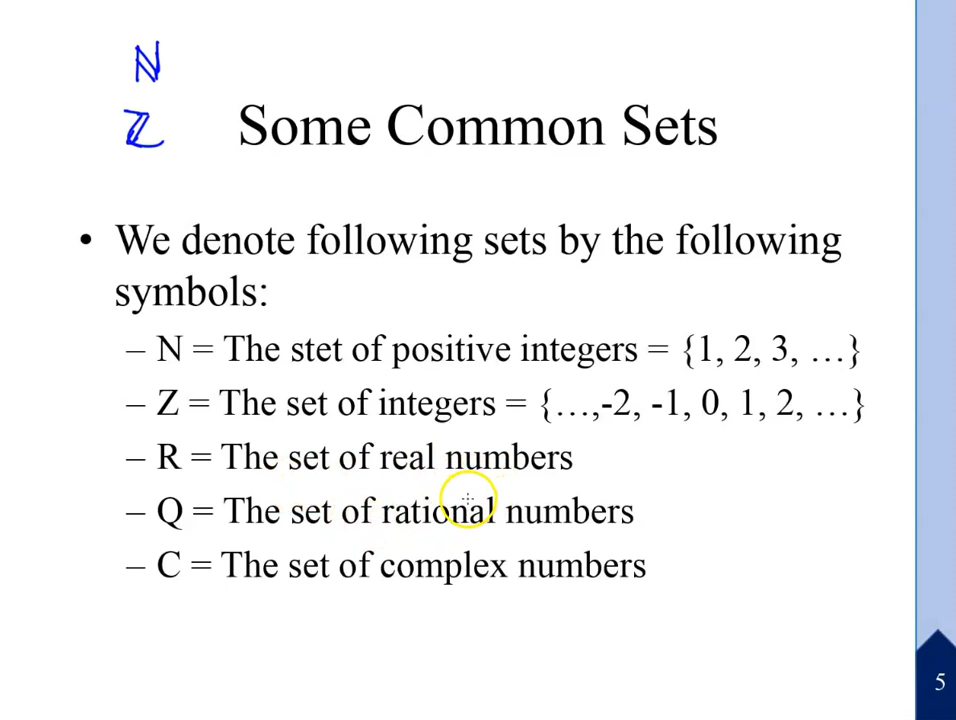 ℕ
ℤ
Some Common Sets
• We denote following sets by the following
symbols:
– N = The stet of positive integers = {1, 2, 3, …}
– Z = The set of integers = {…,-2, -1, 0, 1, 2, …}
– R = The set of real numbers
– Q = The set of rational numbers
– C = The set of complex numbers
5